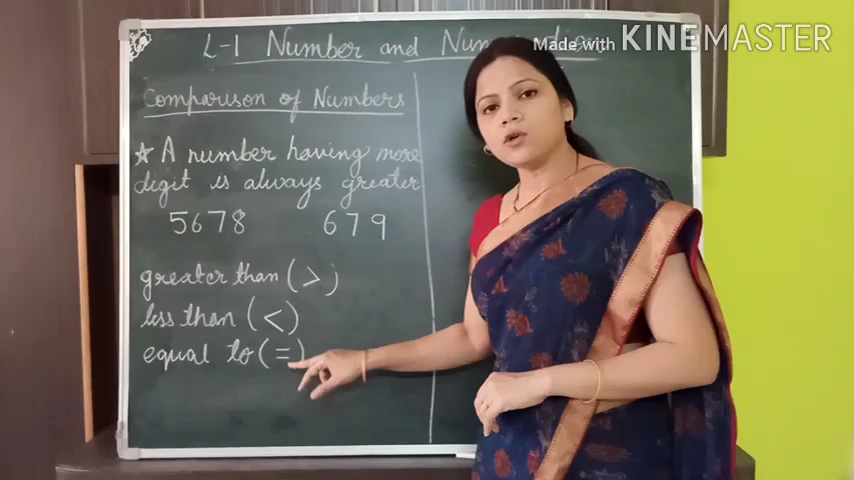 L-1 Number and
Made with KINEMASTER
Comparison of Numbers
★ A number having more
digit is always greater
5678 679
greater than (>)
less than (<)
equal to (=)